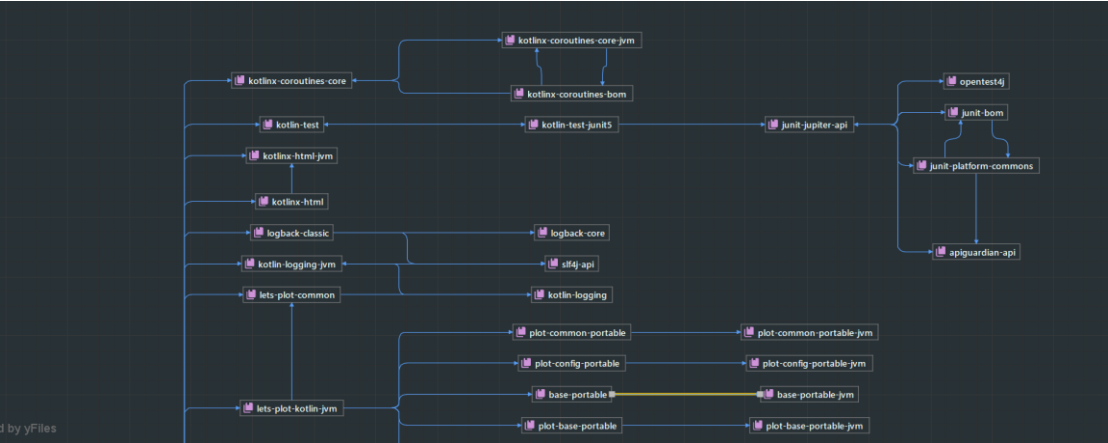 kotlinx-coroutines-core-jvm
kotlinx-coroutines-core
opentest4j
kotlinx-coroutines-bom
junit-bom
kotlin-test
kotlin-test-junit5
junit-jupiter-api
kotlinx-html-jvm
junit-platform-commons
kotlinx-html
logback-classic
logback-core
apiguardian-api
kotlin-logging-jvm
slf4j-api
lets-plot-common
kotlin-logging
plot-common-portable
plot-common-portable-jvm
plot-config-portable
plot-config-portable-jvm
base-portable
base-portable-jvm
lets-plot-kotlin-jvm
plot-base-portable
plot-base-portable-jvm
d by yFiles